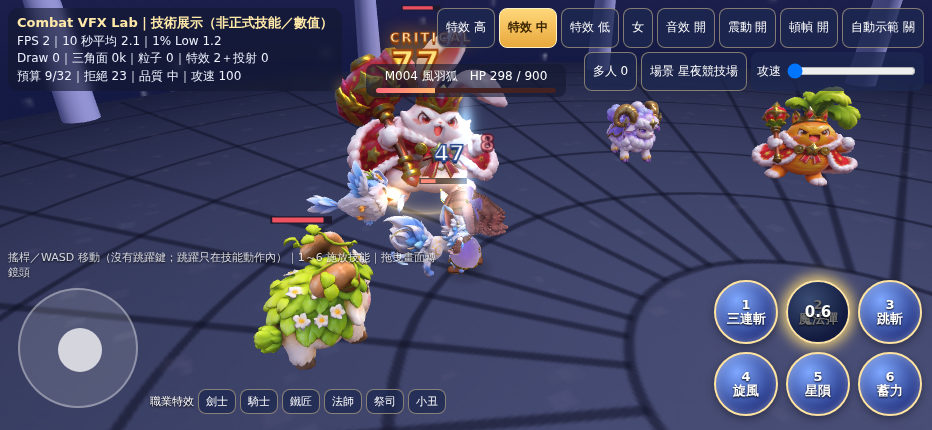 Combat VFX Lab｜技術展示（非正式技能／數值）
FPS 2｜10 秒平均 2.1｜1% Low 1.2
Draw 0｜三角面 0k｜粒子 0｜特效 2＋投射 0
預算 9/32｜拒絕 23｜品質 中｜攻速 100
特效 高
特效 中
特效 低
女
音效 開
震動 開
頓幀 開
自動示範 關
多人 0
場景 星夜競技場
攻速
CRITICAL
77
M004 風羽狐 HP 298 / 900
47
8
搖桿／WASD 移動（沒有跳躍鍵；跳躍只在技能動作內）｜1～6 施放技能｜拖曳畫面轉
鏡頭
1
三連斬
2
魔法彈
0.6
3
跳斬
4
旋風
5
星隕
6
蓄力
職業特效
劍士
騎士
鐵匠
法師
祭司
小丑